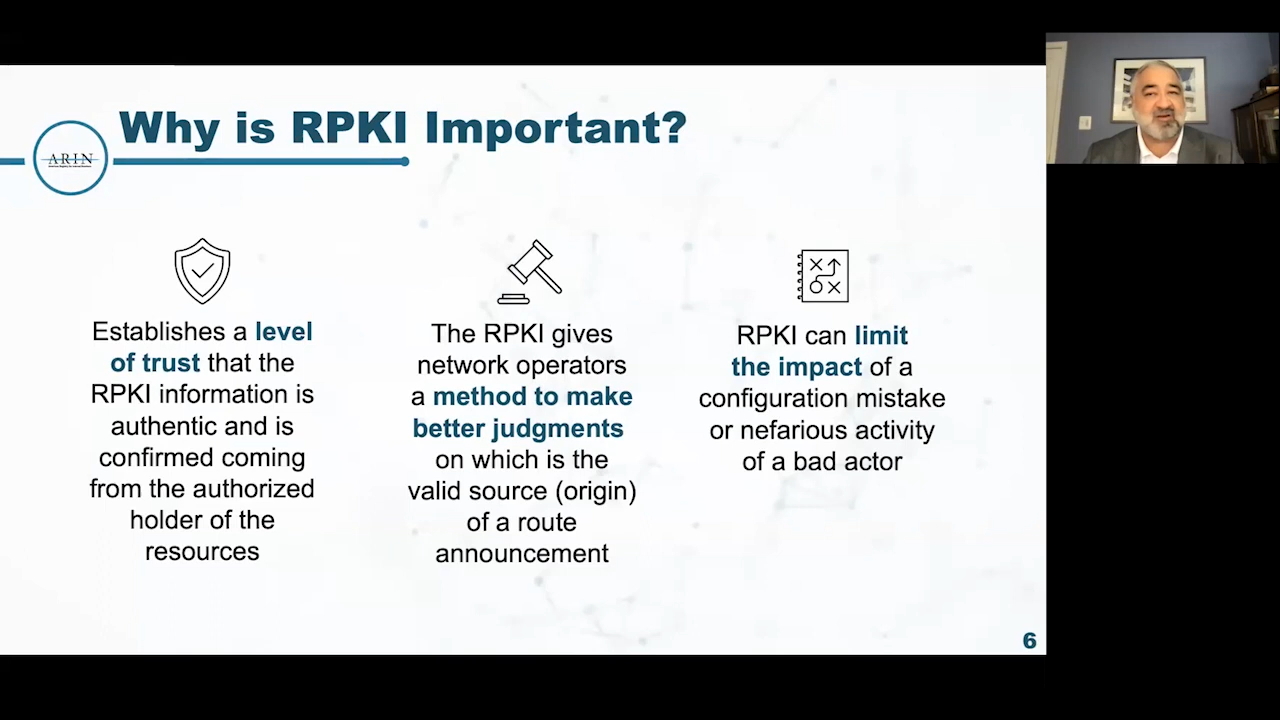 Why is RPKI Important?
ARIN
Establishes a level
of trust that the
RPKI information is
authentic and is
confirmed coming
from the authorized
holder of the
resources
The RPKI gives
network operators
a method to make
better judgments
on which is the
valid source (origin)
of a route
announcement
RPKI can limit
the impact of a
configuration mistake
or nefarious activity
of a bad actor
6